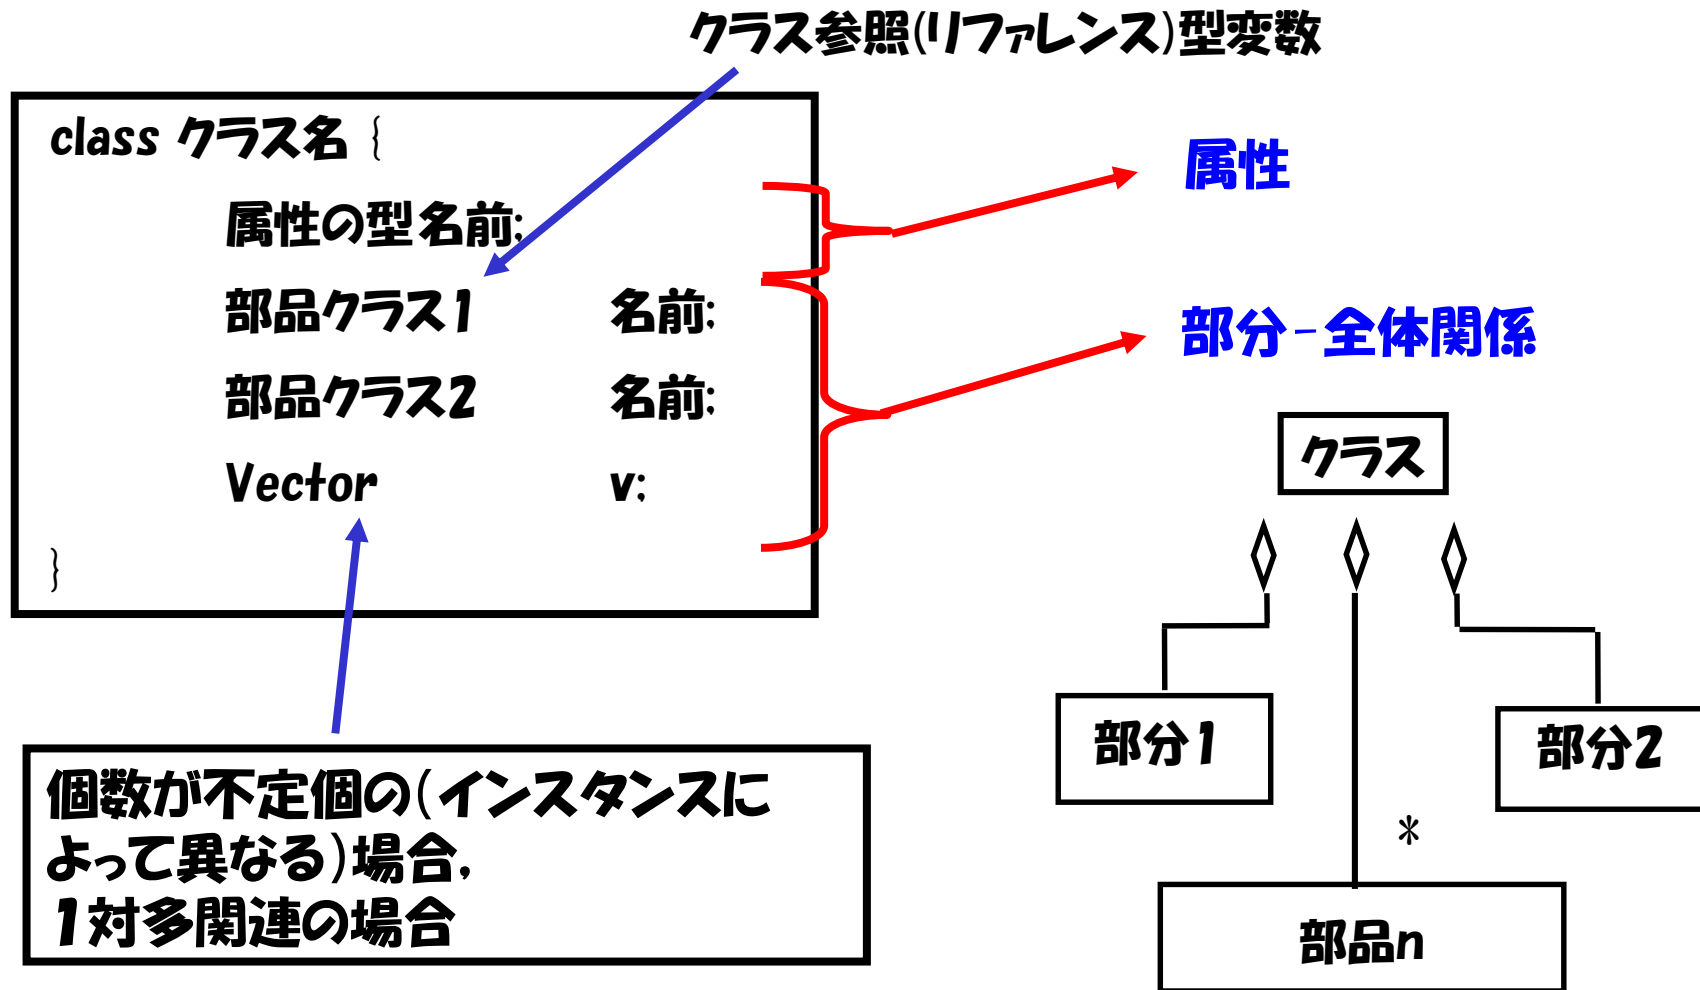 クラス参照(リファレンス)型変数
class クラス名 {
属性の型 名前;
部品クラス1 名前;
部品クラス2 名前;
Vector v;
}
属性
部分-全体関係
クラス
部分1
部分2
*
部品n
個数が不定個の(インスタンスに
よって異なる)場合,
1対多関連の場合